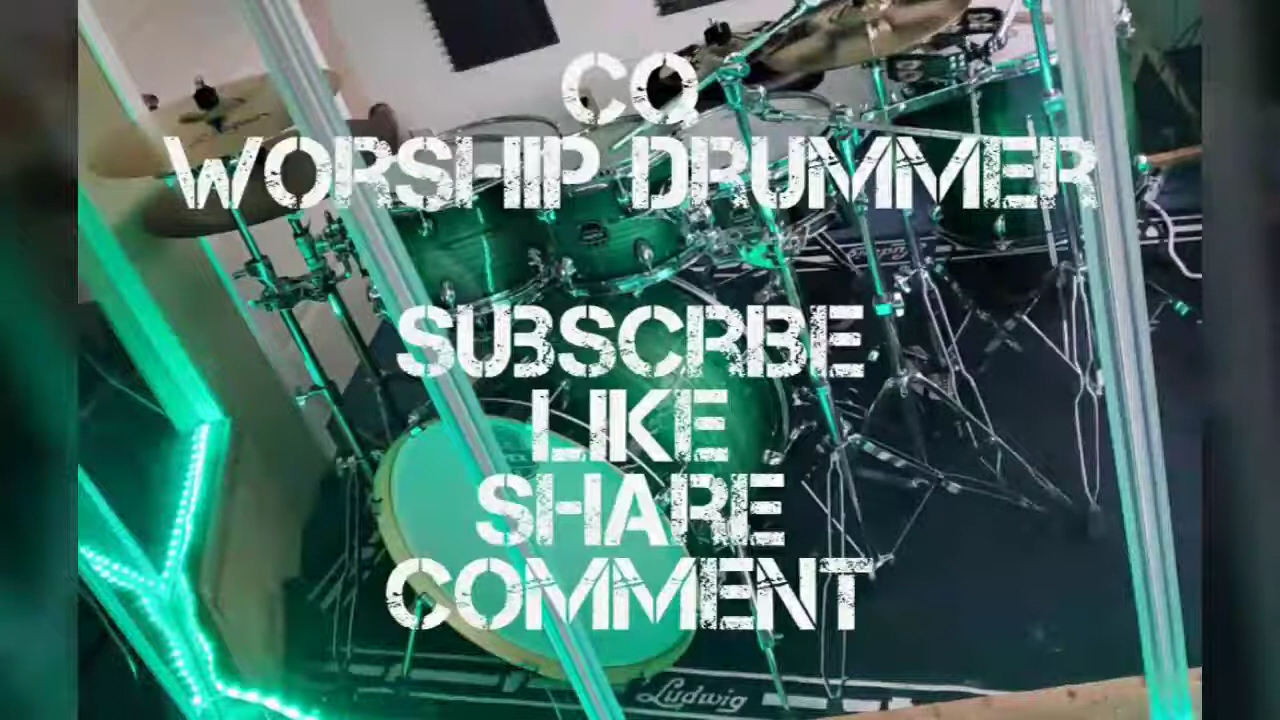 CQ
WORSHIP DRUMMER
SUBSCRBE
LIKE
SHARE
COMMENT
Ludwig